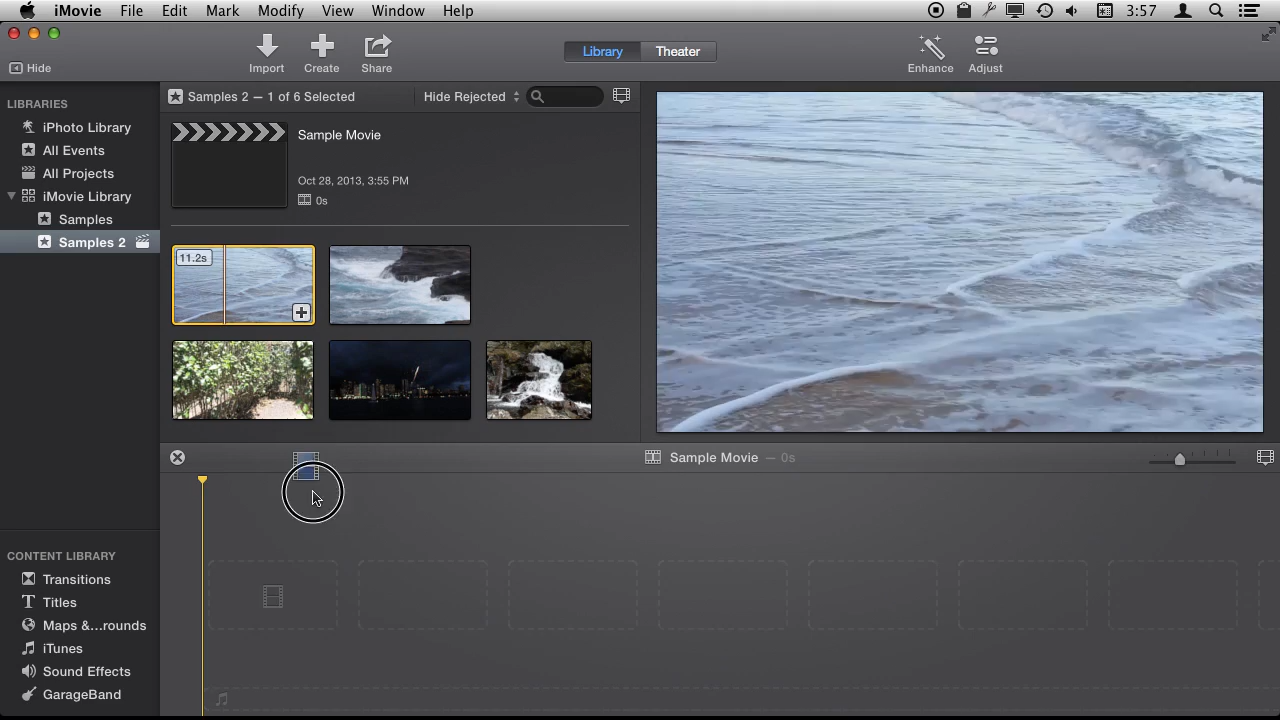 iMovie File Edit Mark Modify View Window Help 3:57
Hide Import Create Share Library Theater Enhance Adjust
LIBRARIES
iPhoto Library
All Events
All Projects
iMovie Library
Samples
Samples 2
Samples 2 — 1 of 6 Selected Hide Rejected
Sample Movie
Oct 28, 2013, 3:55 PM
0s
11.2s
Sample Movie — 0s
CONTENT LIBRARY
Transitions
Titles
Maps &...rounds
iTunes
Sound Effects
GarageBand